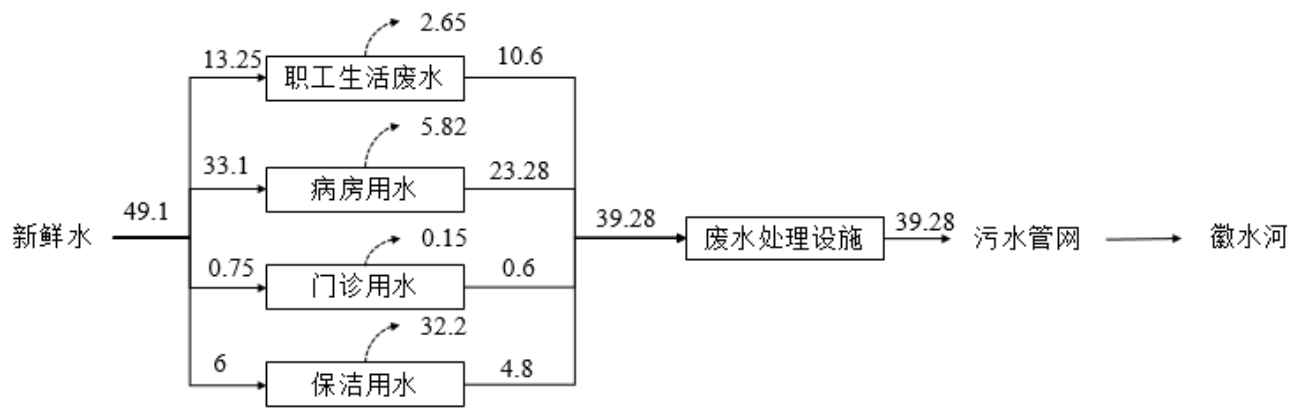 2.65
13.25
职工生活废水
10.6
5.82
33.1
病房用水
23.28
新鲜水
49.1
39.28
废水处理设施
39.28
污水管网
徽水河
0.15
0.75
门诊用水
0.6
32.2
6
保洁用水
4.8